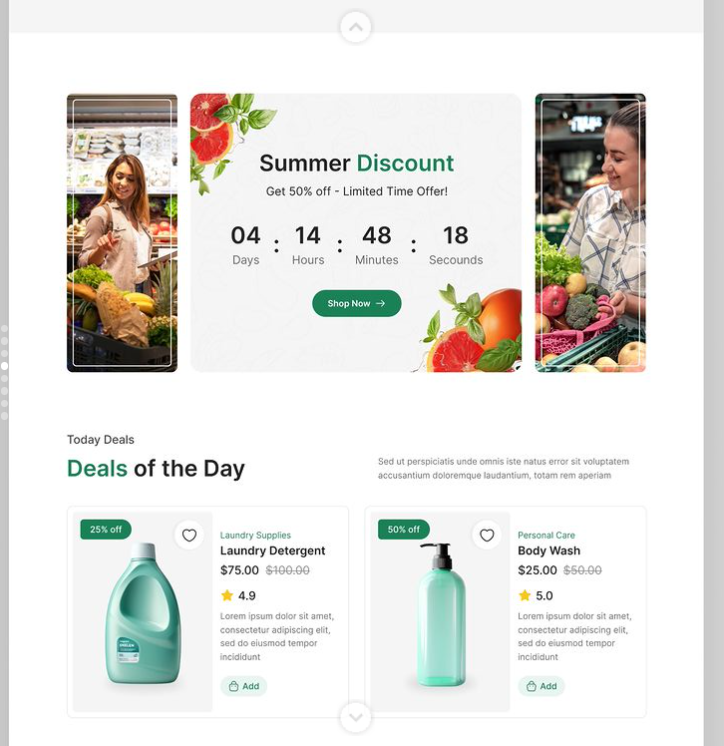 Summer Discount
Get 50% off - Limited Time Offer!
04 : 14 : 48 : 18
Days Hours Minutes Secounds
Shop Now →
Today Deals
Deals of the Day
Sed ut perspiciatis unde omnis iste natus error sit voluptatem
accusantium doloremque laudantium, totam rem aperiam
25% off
Laundry Supplies
Laundry Detergent
$75.00 $100.00
4.9
Lorem ipsum dolor sit amet,
consectetur adipiscing elit,
sed do eiusmod tempor
incididunt
Add
50% off
Personal Care
Body Wash
$25.00 $50.00
5.0
Lorem ipsum dolor sit amet,
consectetur adipiscing elit,
sed do eiusmod tempor
incididunt
Add